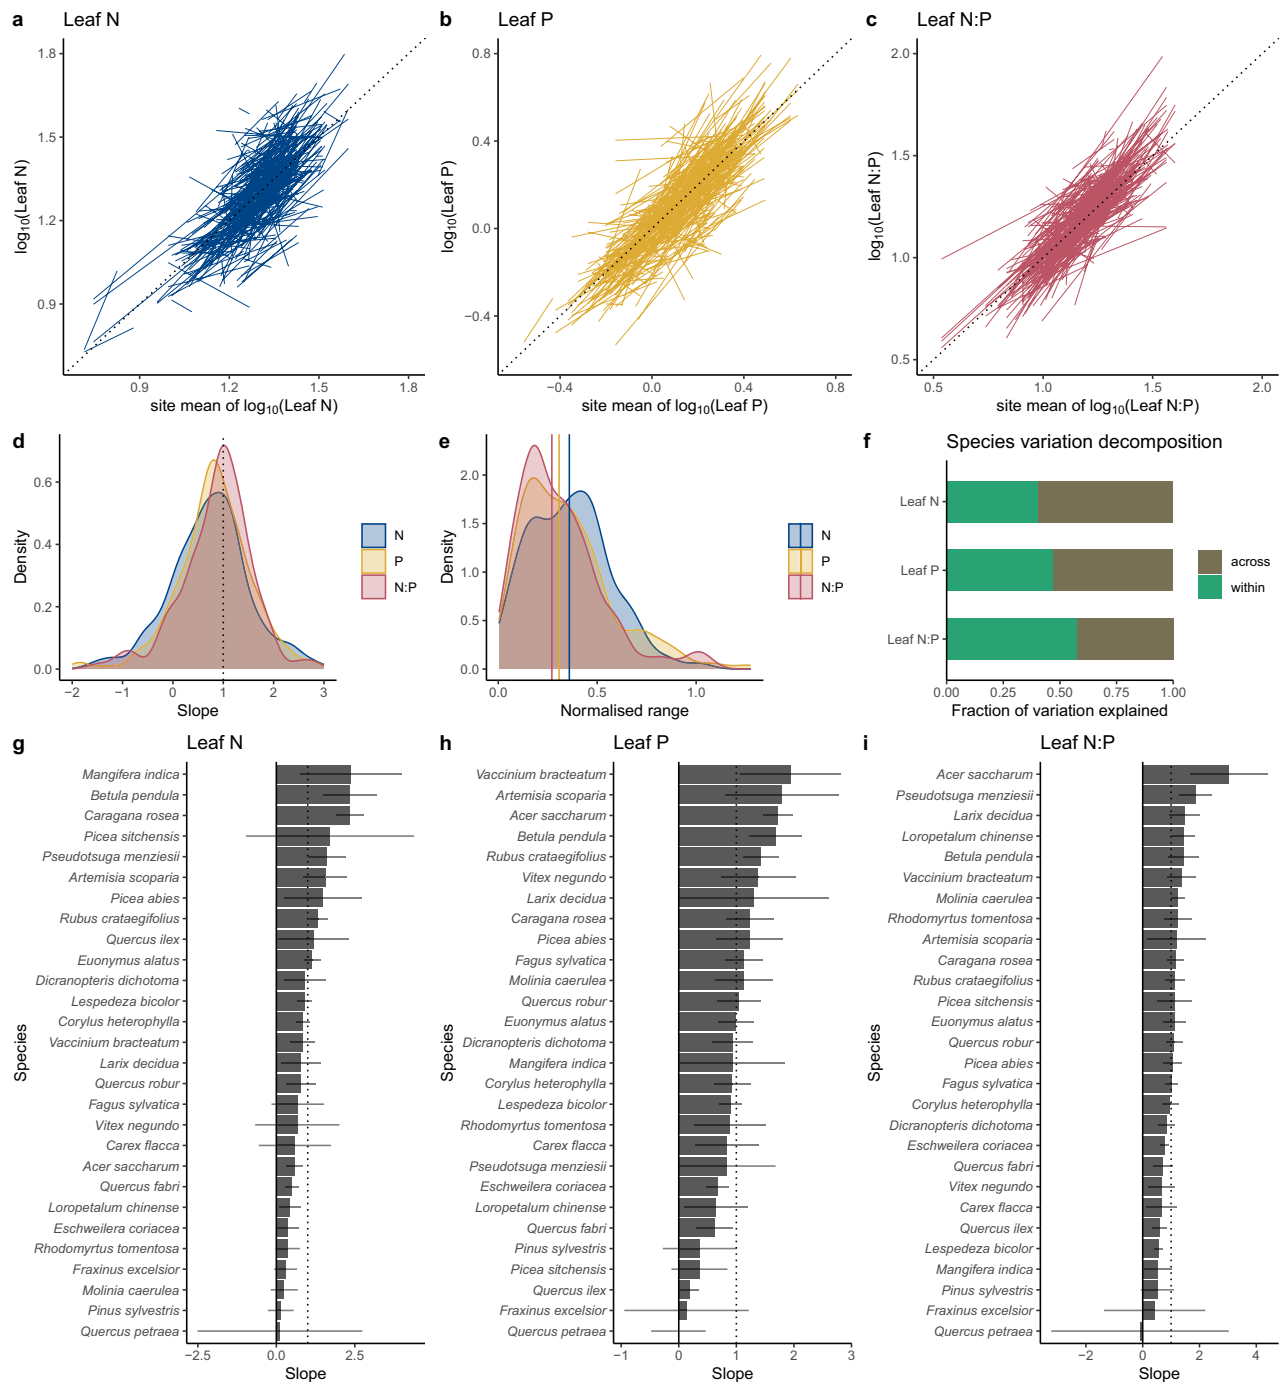 a Leaf N
1.8
1.5
1.2
0.9
log10(Leaf N)
0.9 1.2 1.5 1.8
site mean of log10(Leaf N)
b Leaf P
0.8
0.4
0.0
−0.4
log10(Leaf P)
−0.4 0.0 0.4 0.8
site mean of log10(Leaf P)
c Leaf N:P
2.0
1.5
1.0
0.5
log10(Leaf N:P)
0.5 1.0 1.5 2.0
site mean of log10(Leaf N:P)
d
0.6
0.4
0.2
0.0
Density
−2 −1 0 1 2 3
Slope
N
P
N:P
e
2.0
1.5
1.0
0.5
0.0
Density
0.0 0.5 1.0
Normalised range
N
P
N:P
f Species variation decomposition
Leaf N
Leaf P
Leaf N:P
0.00 0.25 0.50 0.75 1.00
Fraction of variation explained
across
within
g Leaf N
Mangifera indica
Betula pendula
Caragana rosea
Picea sitchensis
Pseudotsuga menziesii
Artemisia scoparia
Picea abies
Rubus crataegifolius
Quercus ilex
Euonymus alatus
Dicranopteris dichotoma
Lespedeza bicolor
Corylus heterophylla
Vaccinium bracteatum
Larix decidua
Quercus robur
Fagus sylvatica
Vitex negundo
Carex flacca
Acer saccharum
Quercus fabri
Loropetalum chinense
Eschweilera coriacea
Rhodomyrtus tomentosa
Fraxinus excelsior
Molinia caerulea
Pinus sylvestris
Quercus petraea
Species
−2.5 0.0 2.5
Slope
h Leaf P
Vaccinium bracteatum
Artemisia scoparia
Acer saccharum
Betula pendula
Rubus crataegifolius
Vitex negundo
Larix decidua
Caragana rosea
Picea abies
Fagus sylvatica
Molinia caerulea
Quercus robur
Euonymus alatus
Dicranopteris dichotoma
Mangifera indica
Corylus heterophylla
Lespedeza bicolor
Rhodomyrtus tomentosa
Carex flacca
Pseudotsuga menziesii
Eschweilera coriacea
Loropetalum chinense
Quercus fabri
Pinus sylvestris
Picea sitchensis
Quercus ilex
Fraxinus excelsior
Quercus petraea
Species
−1 0 1 2 3
Slope
i Leaf N:P
Acer saccharum
Pseudotsuga menziesii
Larix decidua
Loropetalum chinense
Betula pendula
Vaccinium bracteatum
Molinia caerulea
Rhodomyrtus tomentosa
Artemisia scoparia
Caragana rosea
Rubus crataegifolius
Picea sitchensis
Euonymus alatus
Quercus robur
Picea abies
Fagus sylvatica
Corylus heterophylla
Dicranopteris dichotoma
Eschweilera coriacea
Quercus fabri
Vitex negundo
Carex flacca
Quercus ilex
Lespedeza bicolor
Mangifera indica
Pinus sylvestris
Fraxinus excelsior
Quercus petraea
Species
−2 0 2 4
Slope